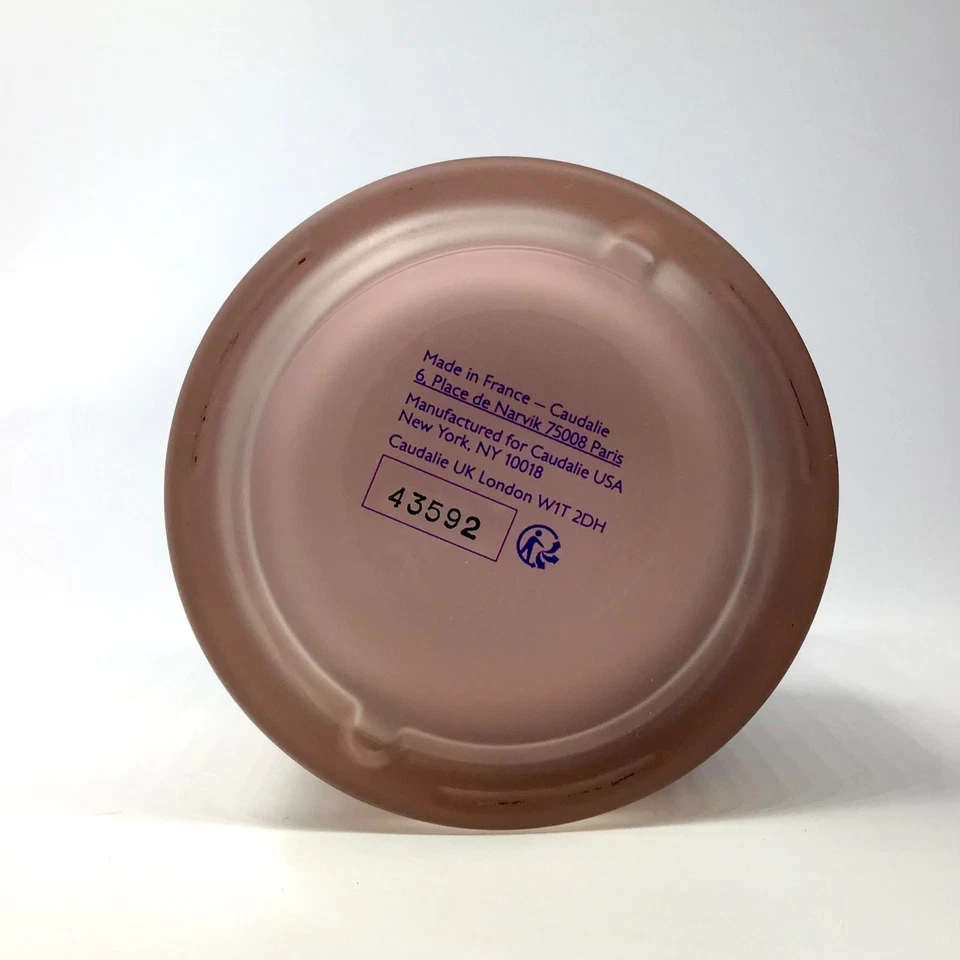 Made in France – Caudalie
6, Place de Narvik 75008 Paris
Manufactured for Caudalie USA
New York, NY 10018
Caudalie UK London W1T 2DH
43592